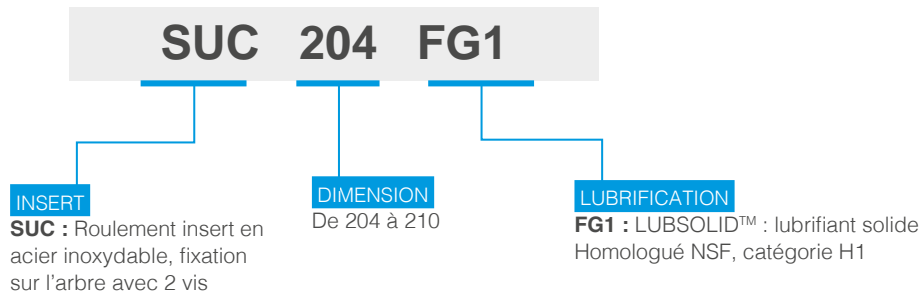 SUC 204 FG1
INSERT
SUC : Roulement insert en
acier inoxydable, fixation
sur l'arbre avec 2 vis
DIMENSION
De 204 à 210
LUBRIFICATION
FG1 : LUBSOLID™ : lubrifiant solide
Homologué NSF, catégorie H1